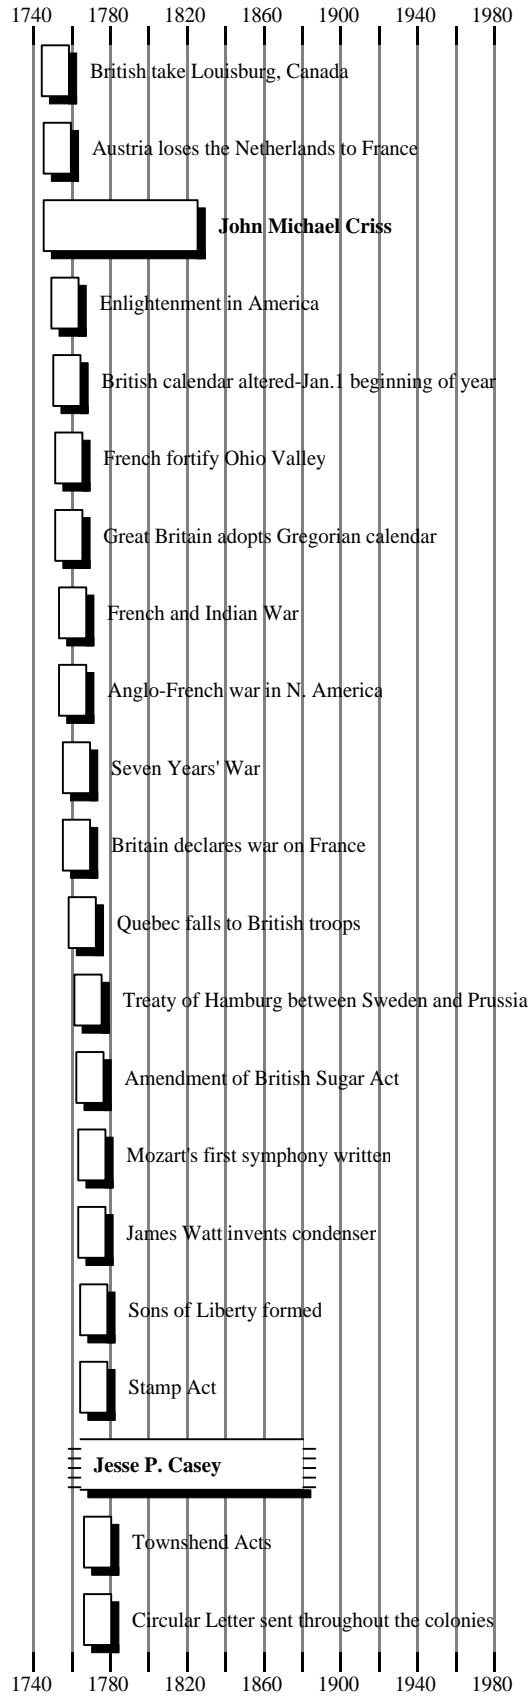 1740 1780 1820 1860 1900 1940 1980
British take Louisburg, Canada
Austria loses the Netherlands to France
John Michael Criss
Enlightenment in America
British calendar altered-Jan.1 beginning of year
French fortify Ohio Valley
Great Britain adopts Gregorian calendar
French and Indian War
Anglo-French war in N. America
Seven Years' War
Britain declares war on France
Quebec falls to British troops
Treaty of Hamburg between Sweden and Prussia
Amendment of British Sugar Act
Mozart's first symphony written
James Watt invents condenser
Sons of Liberty formed
Stamp Act
Jesse P. Casey
Townshend Acts
Circular Letter sent throughout the colonies
1740 1780 1820 1860 1900 1940 1980